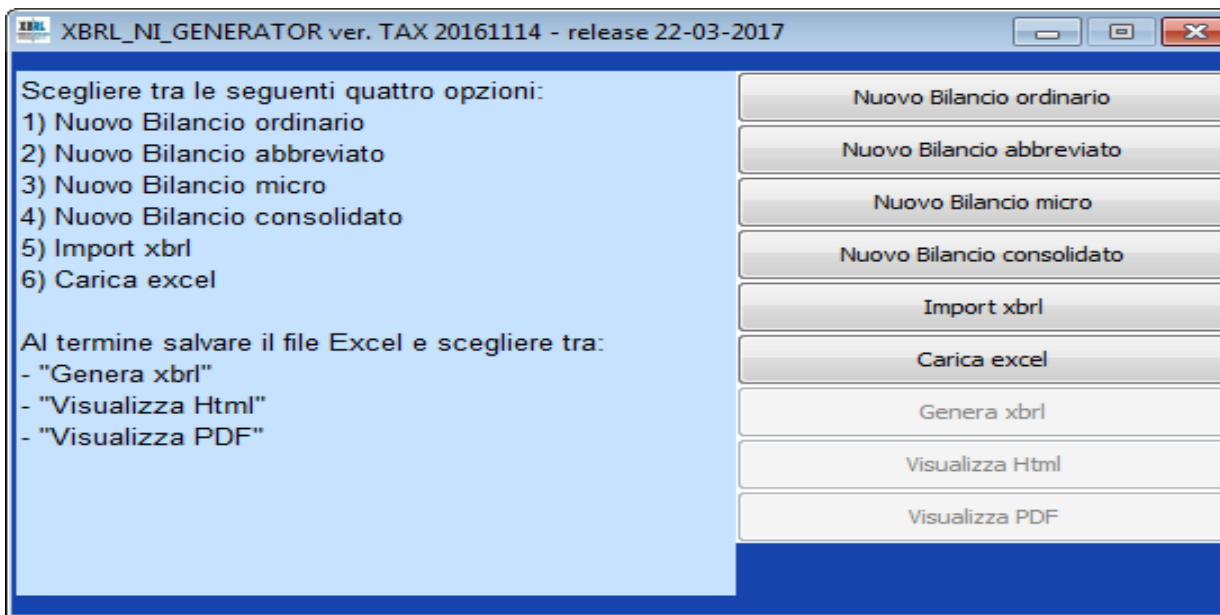 XBRL_NI_GENERATOR ver. TAX 20161114 - release 22-03-2017
Scegliere tra le seguenti quattro opzioni:
1) Nuovo Bilancio ordinario
2) Nuovo Bilancio abbreviato
3) Nuovo Bilancio micro
4) Nuovo Bilancio consolidato
5) Import xbrl
6) Carica excel
Al termine salvare il file Excel e scegliere tra:
- "Genera xbrl"
- "Visualizza Html"
- "Visualizza PDF"
Nuovo Bilancio ordinario
Nuovo Bilancio abbreviato
Nuovo Bilancio micro
Nuovo Bilancio consolidato
Import xbrl
Carica excel
Genera xbrl
Visualizza Html
Visualizza PDF